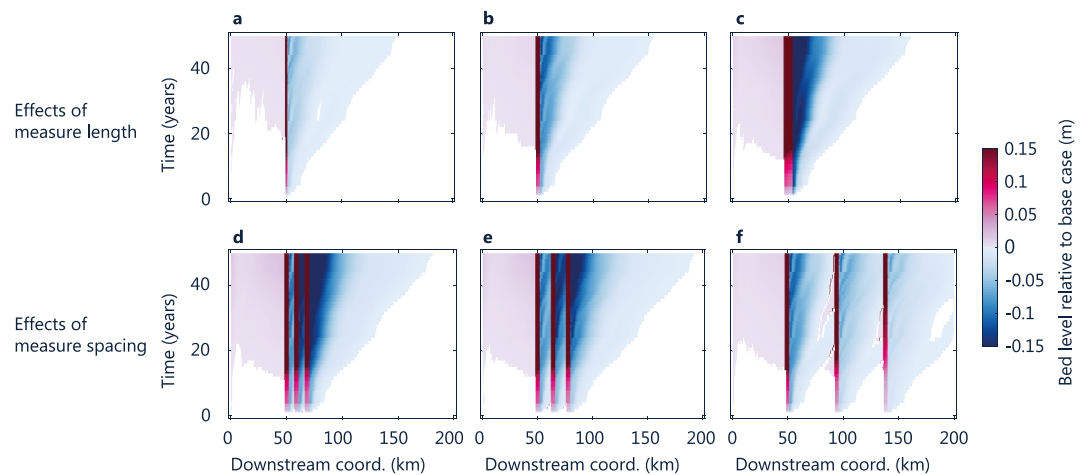 a
b
c
Effects of
measure length
Time (years)
40
20
0
d
e
f
Effects of
measure spacing
Time (years)
40
20
0
0 50 100 150 200
0 50 100 150 200
0 50 100 150 200
Downstream coord. (km)
Downstream coord. (km)
Downstream coord. (km)
0.15
0.1
0.05
0
-0.05
-0.1
-0.15
Bed level relative to base case (m)